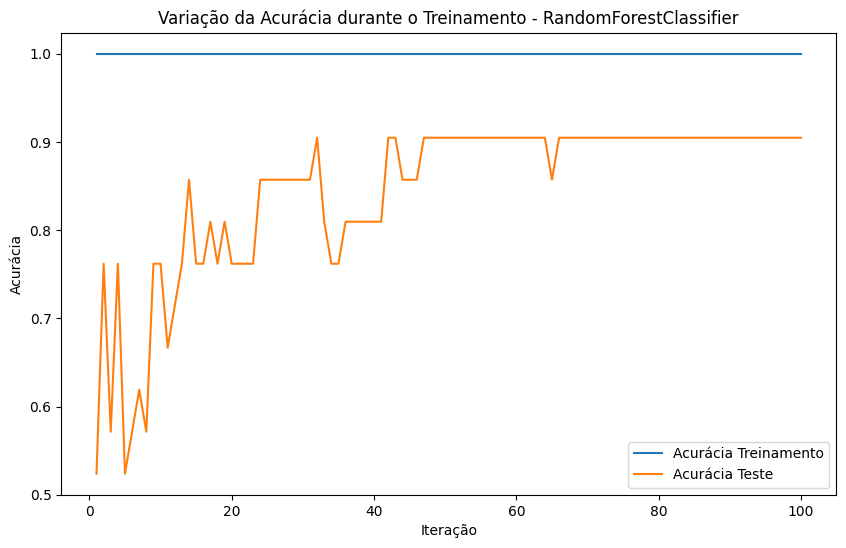 Variação da Acurácia durante o Treinamento - RandomForestClassifier
1.0
0.9
0.8
0.7
0.6
0.5
Acurácia
0 20 40 60 80 100
Iteração
Acurácia Treinamento
Acurácia Teste